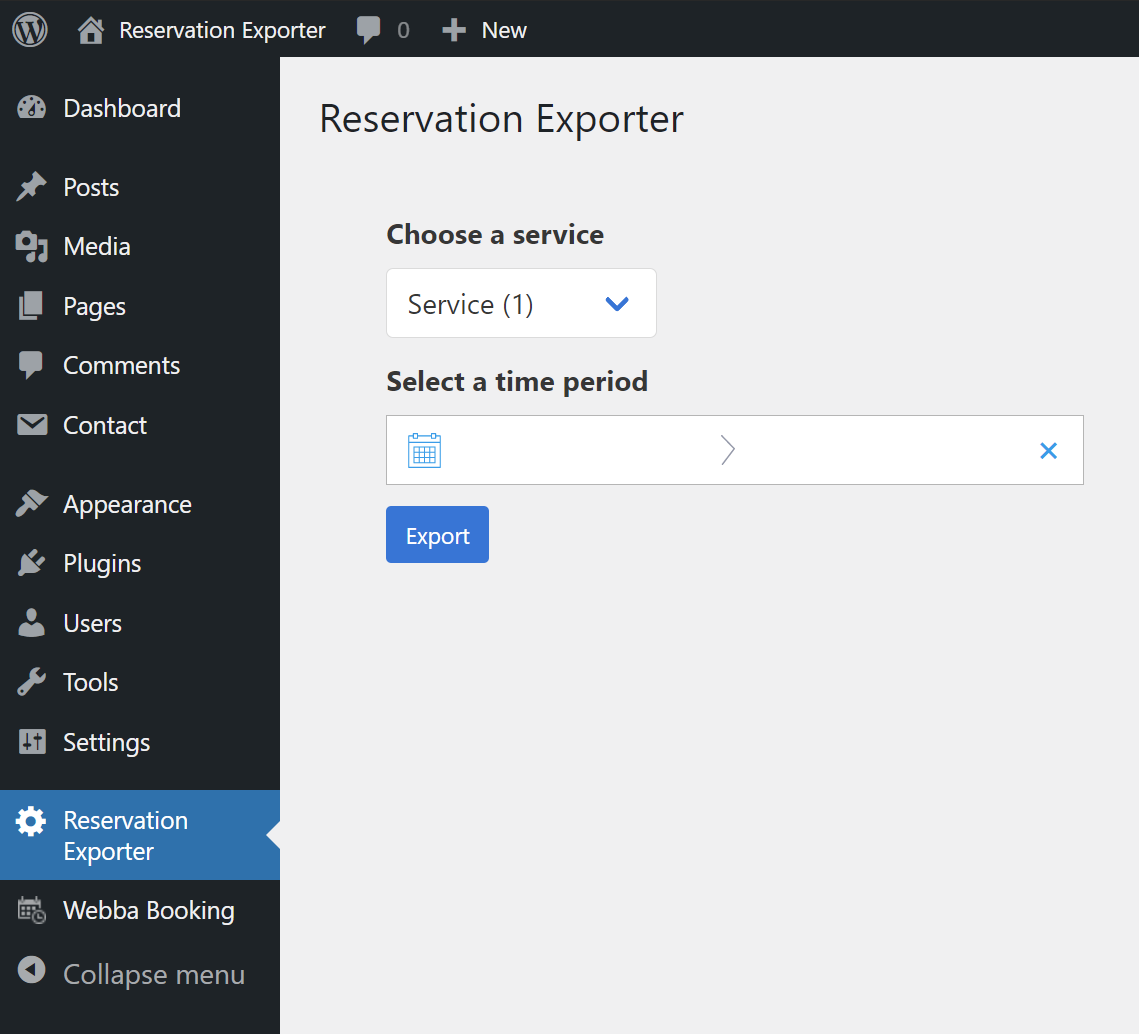 Reservation Exporter
0
New
Dashboard
Posts
Media
Pages
Comments
Contact
Appearance
Plugins
Users
Tools
Settings
Reservation
Exporter
Webba Booking
Collapse menu
Reservation Exporter
Choose a service
Service (1)
Select a time period
Export